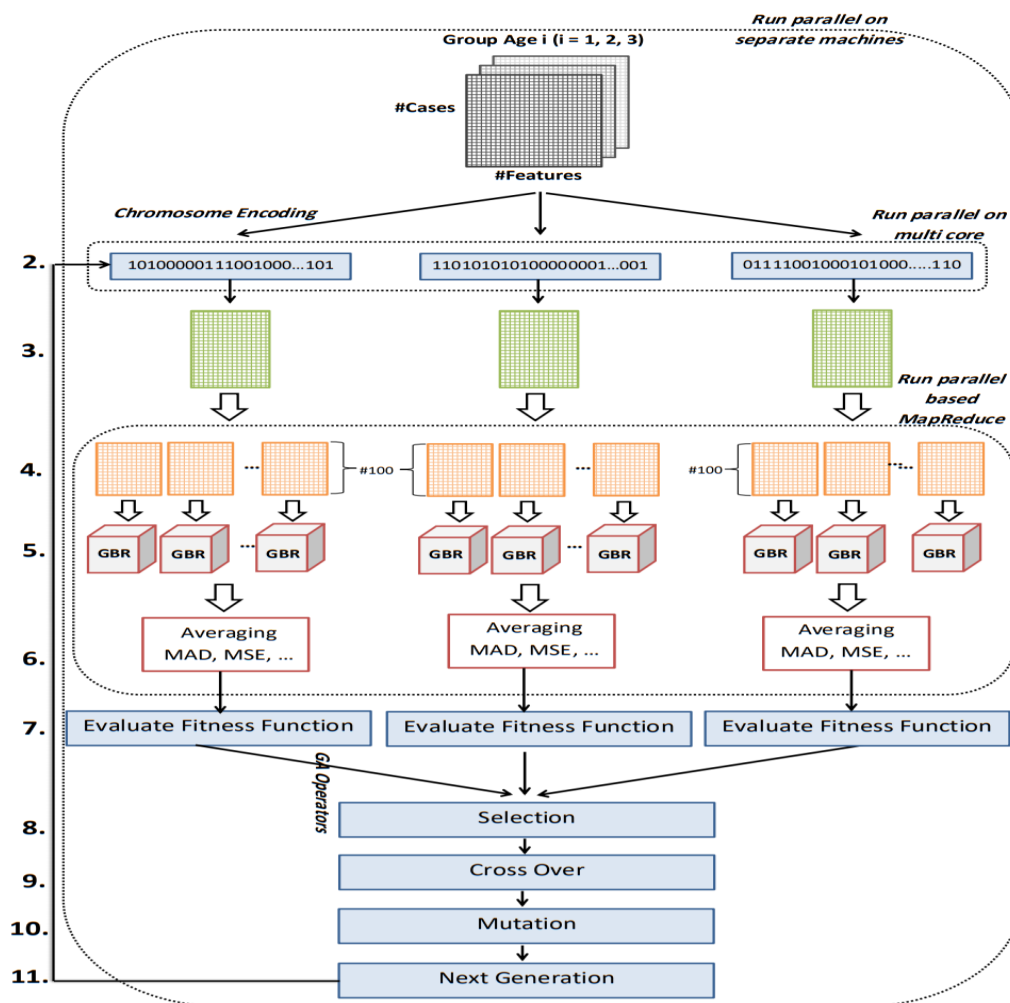 Run parallel on
separate machines
Group Age i (i = 1, 2, 3)
#Cases
#Features
Chromosome Encoding
Run parallel on
multi core
2.
10100000111001000...101
110101010100000001...001
01111001000101000.....110
3.
Run parallel
based
MapReduce
4.
...
#100
...
#100
......
5.
GBR
GBR
...
GBR
GBR
GBR
...
GBR
GBR
GBR
GBR
6.
Averaging
MAD, MSE, ...
Averaging
MAD, MSE, ...
Averaging
MAD, MSE, ...
7.
Evaluate Fitness Function
Evaluate Fitness Function
Evaluate Fitness Function
GA Operators
8.
Selection
9.
Cross Over
10.
Mutation
11.
Next Generation